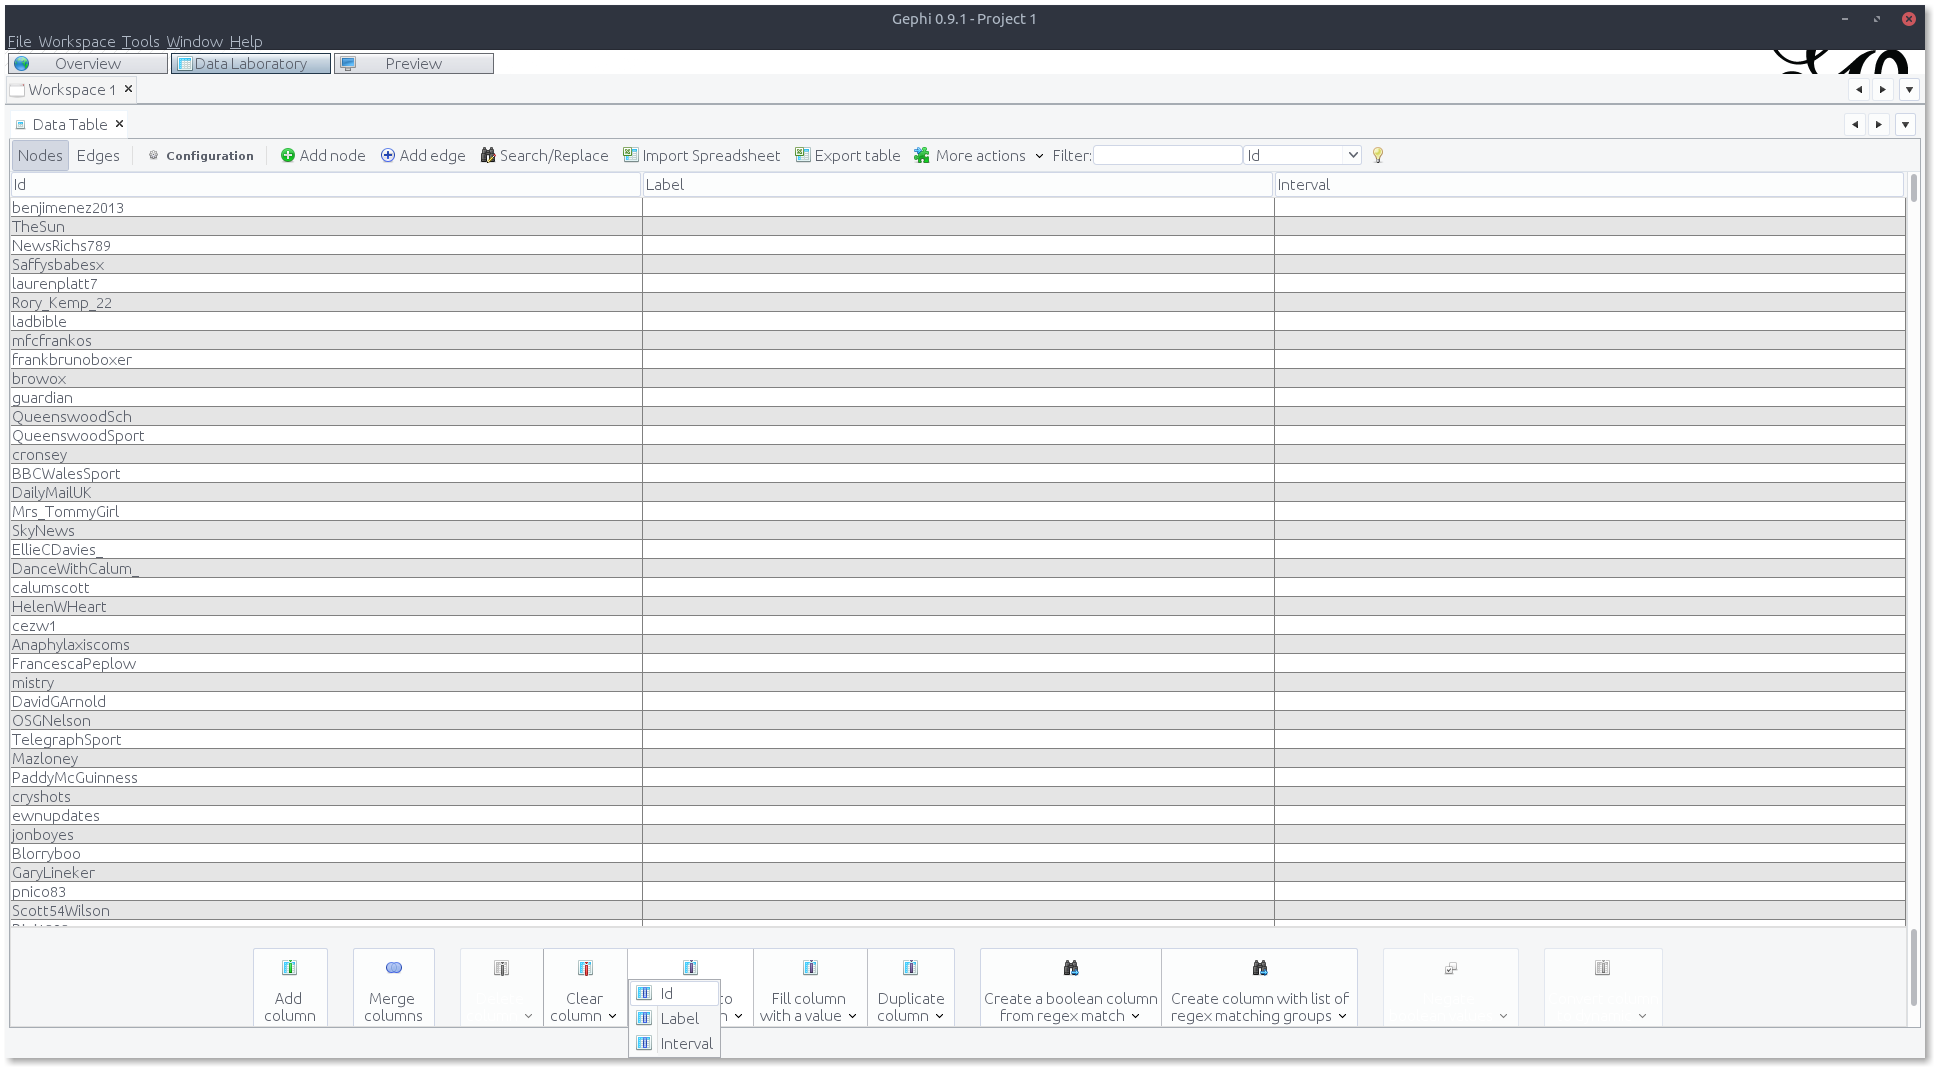 Gephi 0.9.1 - Project 1
File Workspace Tools Window Help
Overview Data Laboratory Preview
Workspace 1
Data Table
Nodes Edges Configuration Add node Add edge Search/Replace Import Spreadsheet Export table More actions Filter: Id
Id Label Interval
benjimenez2013
TheSun
NewsRichs789
Saffysbabesx
laurenplatt7
Rory_Kemp_22
ladbible
mfcfrankos
frankbrunoboxer
browox
guardian
QueenswoodSch
QueenswoodSport
cronsey
BBCWalesSport
DailyMailUK
Mrs_TommyGirl
SkyNews
EllieCDavies_
DanceWithCalum_
calumscott
HelenWHeart
cezw1
Anaphylaxiscoms
FrancescaPeplow
mistry
DavidGArnold
OSGNelson
TelegraphSport
Mazloney
PaddyMcGuinness
cryshots
ewnupdates
jonboyes
Blorryboo
GaryLineker
pnico83
Scott54Wilson
Add column
Merge columns
Clear column
Id
Label
Interval
Fill column with a value
Duplicate column
Create a boolean column from regex match
Create column with list of regex matching groups